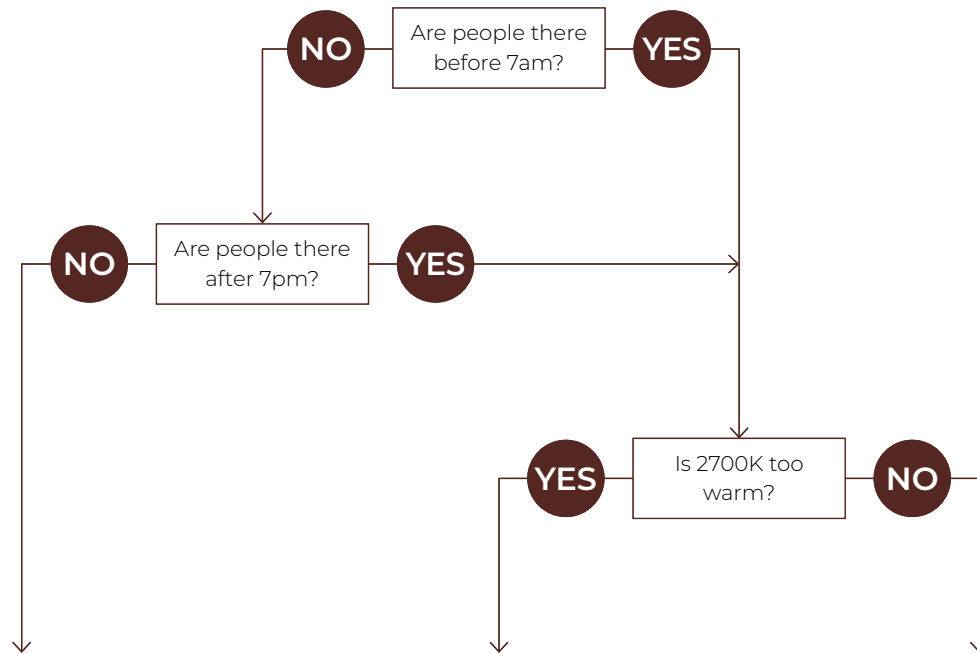 NO
Are people there
before 7am?
YES
NO
Are people there
after 7pm?
YES
YES
Is 2700K too
warm?
NO